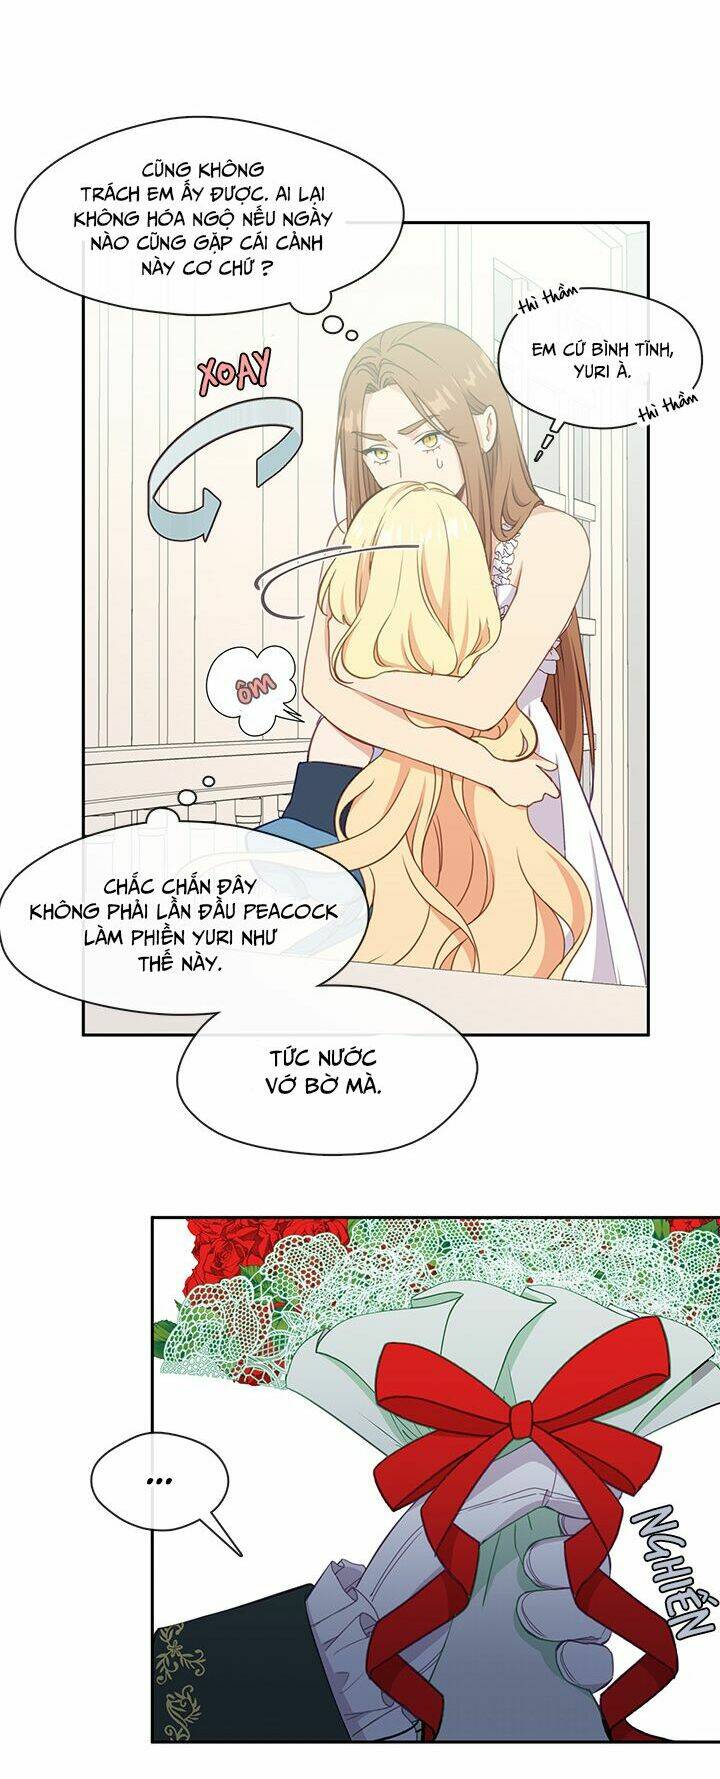 CŨNG KHÔNG
TRÁCH EM ẤY ĐƯỢC. AI LẠI
KHÔNG HÓA NGỘ NẾU NGÀY
NÀO CŨNG GẶP CÁI CẢNH
NÀY CƠ CHỨ ?
thì thầm
EM CỨ BÌNH TĨNH,
YURI À.
thì thầm
XOAY
ÔM
CHẮC CHẮN ĐÂY
KHÔNG PHẢI LẦN ĐẦU PEACOCK
LÀM PHIỀN YURI NHƯ
THẾ NÀY.
TỨC NƯỚC
VỚ BỜ MÀ.
...
NGHIẾN